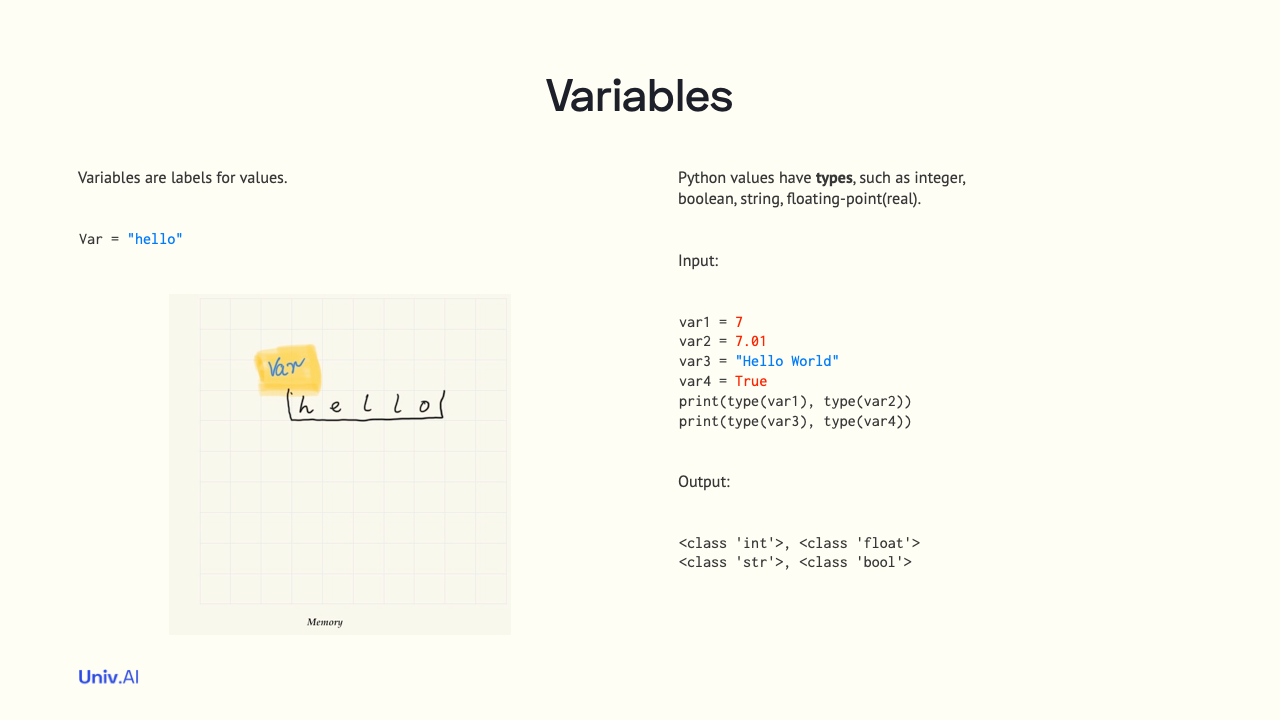 Variables
Variables are labels for values.
Var = "hello"
Var
hello
Memory
Python values have types, such as integer,
boolean, string, floating-point(real).
Input:
var1 = 7
var2 = 7.01
var3 = "Hello World"
var4 = True
print(type(var1), type(var2))
print(type(var3), type(var4))
Output:
<class 'int'>, <class 'float'>
<class 'str'>, <class 'bool'>
Univ.AI